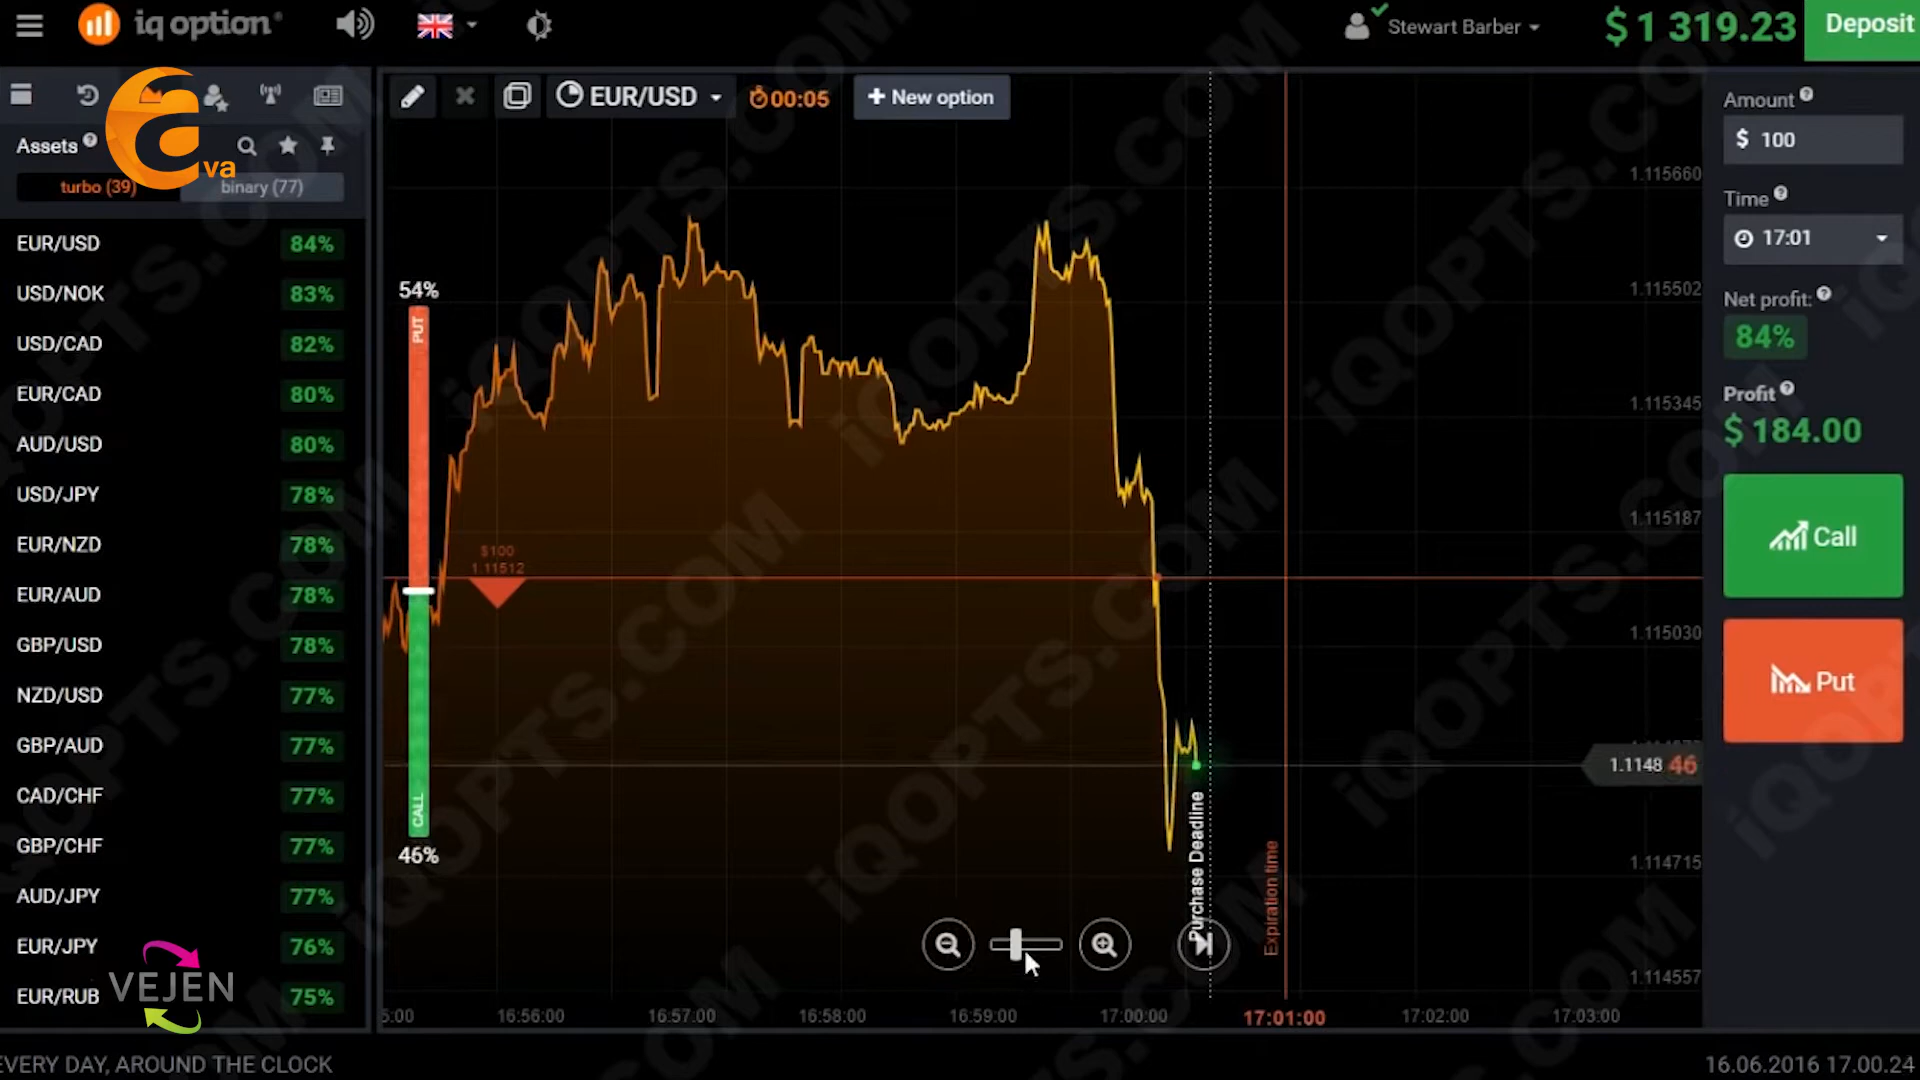 iq option
Stewart Barber
$ 1 319.23
Deposit
ava
Assets
turbo (39)
binary (77)
EUR/USD 84%
USD/NOK 83%
USD/CAD 82%
EUR/CAD 80%
AUD/USD 80%
USD/JPY 78%
EUR/NZD 78%
EUR/AUD 78%
GBP/USD 78%
NZD/USD 77%
GBP/AUD 77%
CAD/CHF 77%
GBP/CHF 77%
AUD/JPY 77%
EUR/JPY 76%
EUR/RUB 75%
VEJEN
EUR/USD
00:05
+ New option
54%
PUT
CALL
46%
$100
1.11512
1.115660
1.115502
1.115345
1.115187
1.115030
1.1148 46
1.114715
1.114557
Purchase Deadline
Expiration time
5:00 16:56:00 16:57:00 16:58:00 16:59:00 17:00:00 17:01:00 17:02:00 17:03:00
Amount
$ 100
Time
17:01
Net profit:
84%
Profit
$ 184.00
Call
Put
EVERY DAY, AROUND THE CLOCK
16.06.2016 17.00.24
iQOPTS.COM